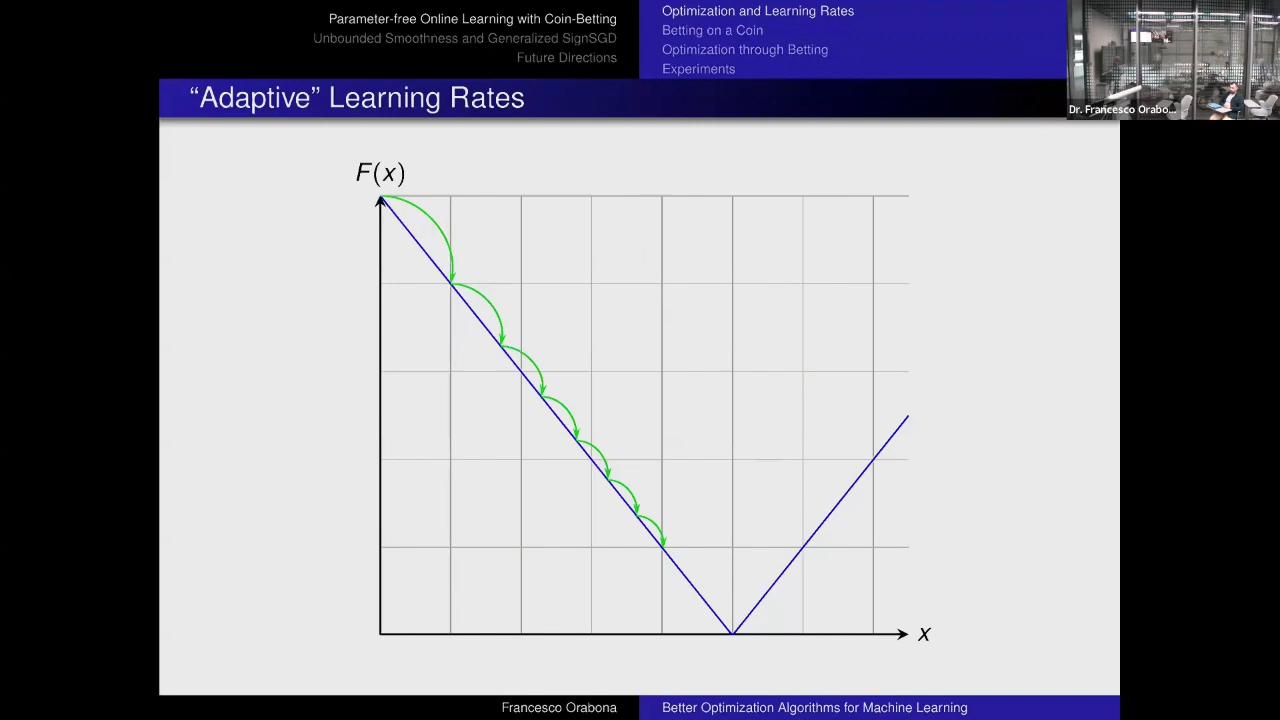 Parameter-free Online Learning with Coin-Betting
Unbounded Smoothness and Generalized SignSGD
Future Directions
Optimization and Learning Rates
Betting on a Coin
Optimization through Betting
Experiments
Dr. Francesco Orabo...
“Adaptive” Learning Rates
F(x)
x
Francesco Orabona
Better Optimization Algorithms for Machine Learning